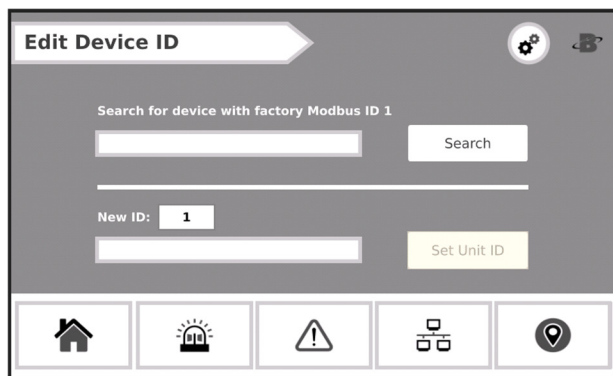 Edit Device ID
B
Search for device with factory Modbus ID 1
Search
New ID: 1
Set Unit ID